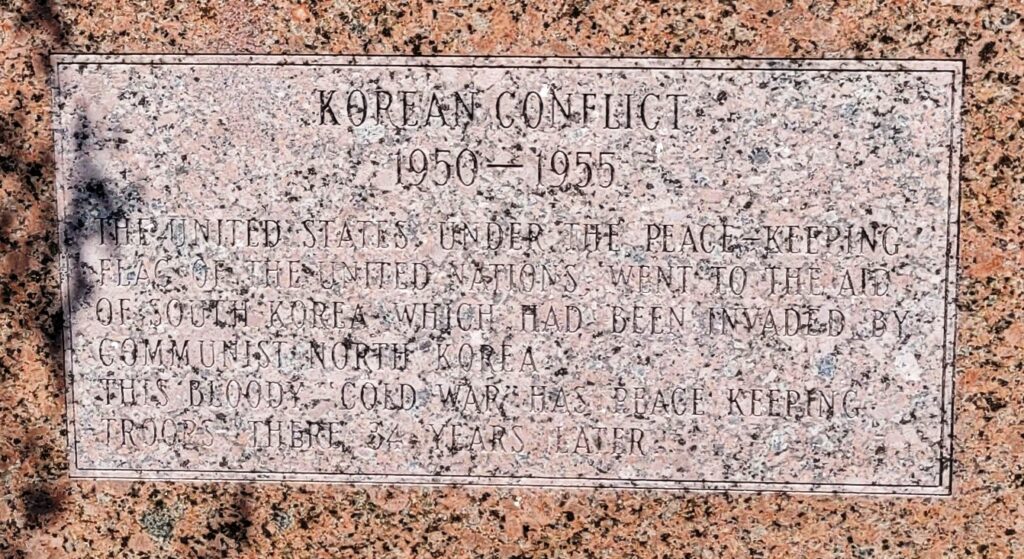 KOREAN CONFLICT
1950—1955
THE UNITED STATES, UNDER THE PEACE-KEEPING
FLAG OF THE UNITED NATIONS, WENT TO THE AID
OF SOUTH KOREA WHICH HAD BEEN INVADED BY
COMMUNIST NORTH KOREA.
THIS BLOODY "COLD WAR" HAS PEACE KEEPING
TROOPS THERE 34 YEARS LATER